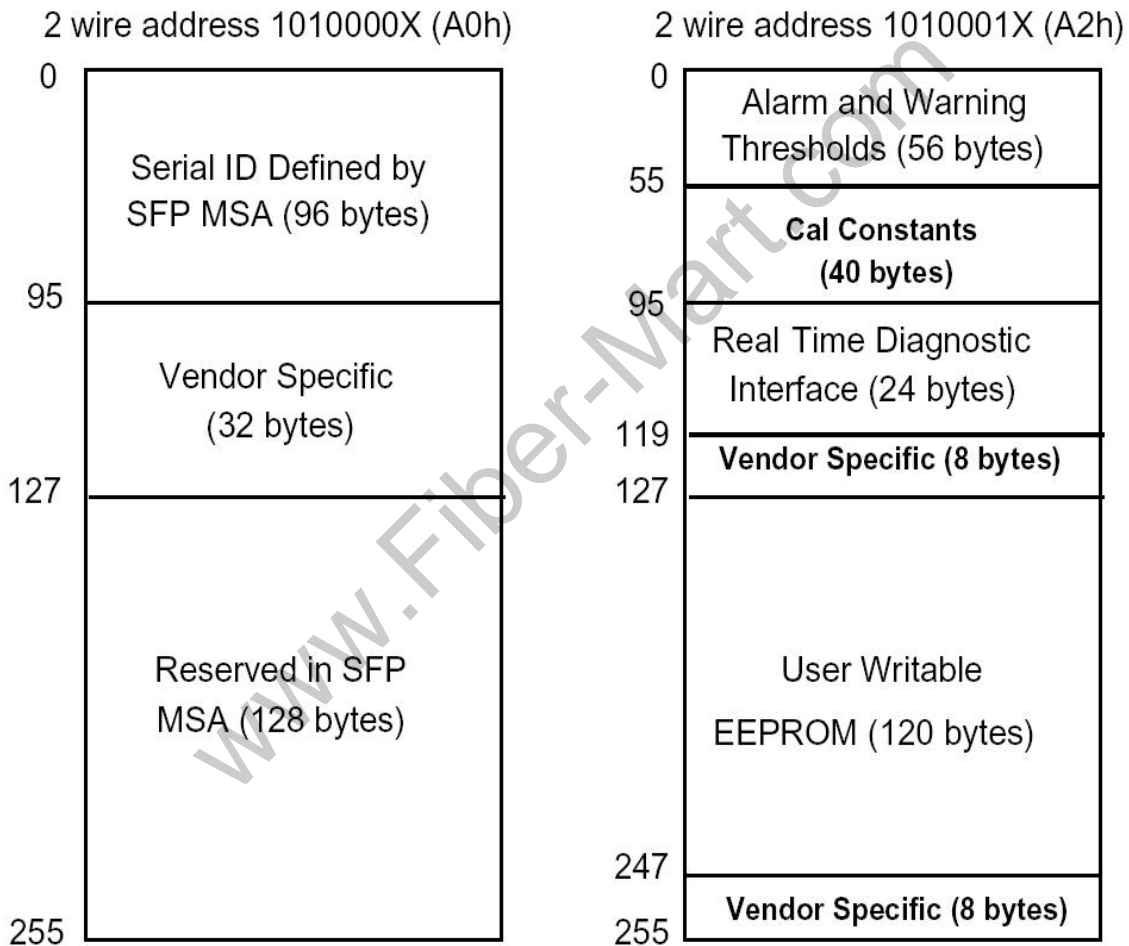 2 wire address 1010000X (A0h)
0
Serial ID Defined by
SFP MSA (96 bytes)
95
Vendor Specific
(32 bytes)
127
Reserved in SFP
MSA (128 bytes)
255
2 wire address 1010001X (A2h)
0
Alarm and Warning
Thresholds (56 bytes)
55
Cal Constants
(40 bytes)
95
Real Time Diagnostic
Interface (24 bytes)
119
Vendor Specific (8 bytes)
127
User Writable
EEPROM (120 bytes)
247
Vendor Specific (8 bytes)
255
www.Fiber-Mart.com